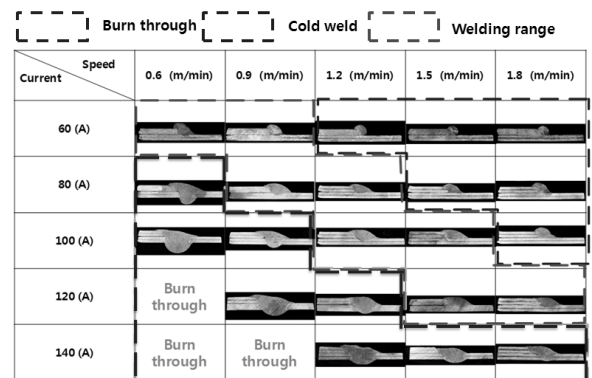 Burn through Cold weld Welding range
Speed
Current
0.6 (m/min) 0.9 (m/min) 1.2 (m/min) 1.5 (m/min) 1.8 (m/min)
60 (A)
80 (A)
100 (A)
120 (A) Burn through
140 (A) Burn through Burn through